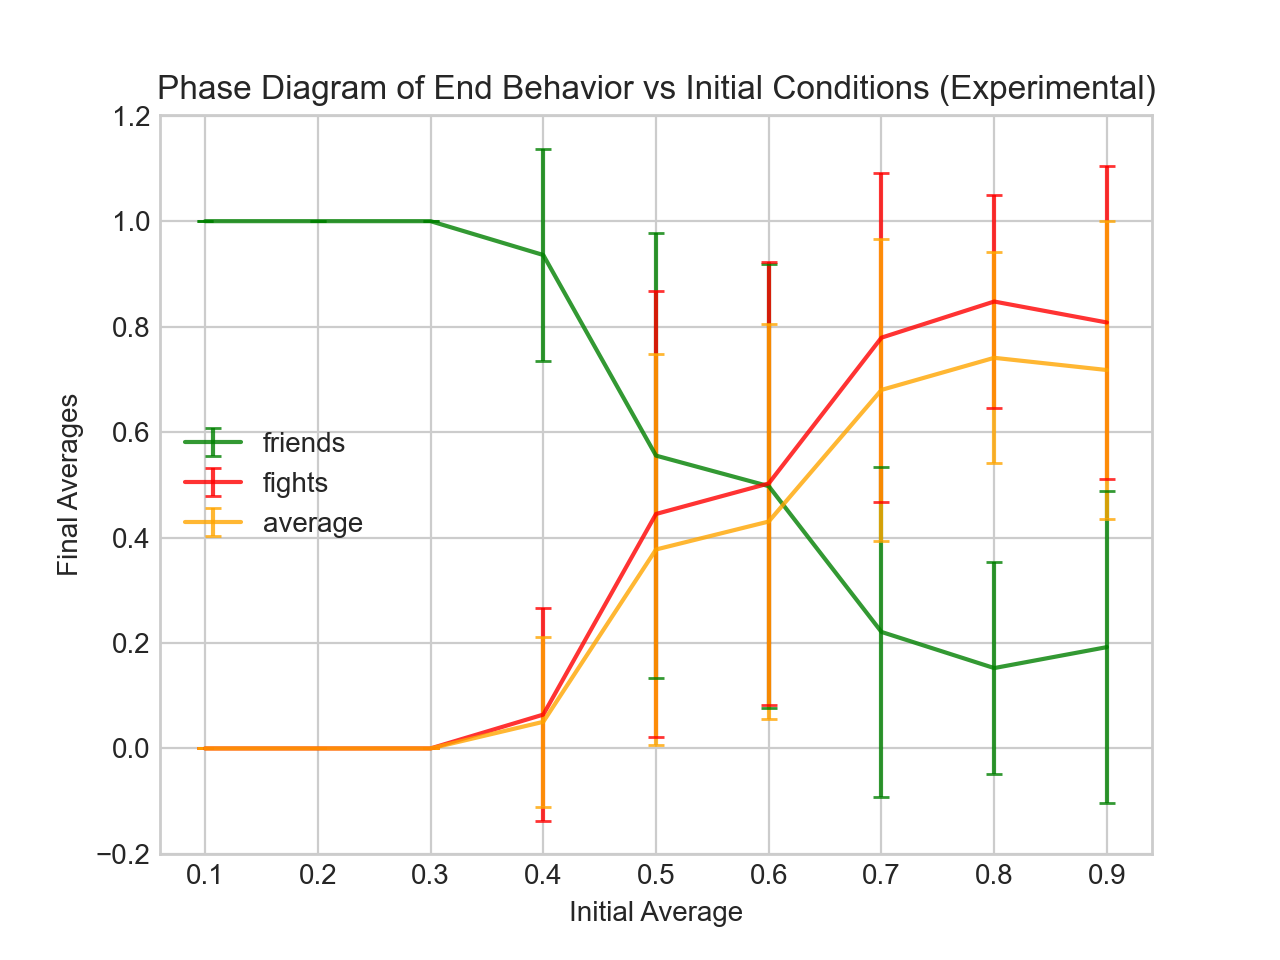 Phase Diagram of End Behavior vs Initial Conditions (Experimental)
1.2
1.0
0.8
0.6
0.4
0.2
0.0
−0.2
Final Averages
friends
fights
average
0.1 0.2 0.3 0.4 0.5 0.6 0.7 0.8 0.9
Initial Average